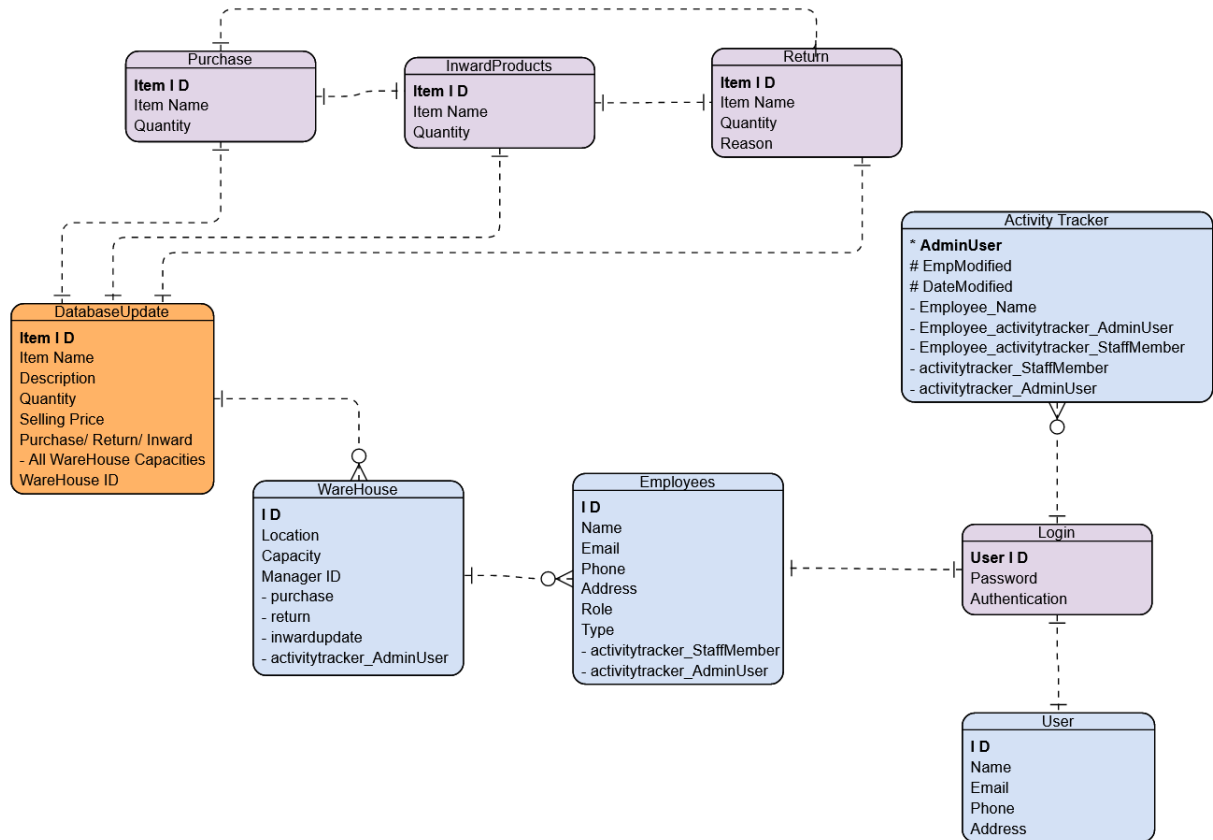 Purchase
Item I D
Item Name
Quantity
InwardProducts
Item I D
Item Name
Quantity
Return
Item I D
Item Name
Quantity
Reason
Activity Tracker
* AdminUser
# EmpModified
# DateModified
- Employee_Name
- Employee_activitytracker_AdminUser
- Employee_activitytracker_StaffMember
- activitytracker_StaffMember
- activitytracker_AdminUser
DatabaseUpdate
Item I D
Item Name
Description
Quantity
Selling Price
Purchase/ Return/ Inward
- All WareHouse Capacities
WareHouse ID
WareHouse
I D
Location
Capacity
Manager ID
- purchase
- return
- inwardupdate
- activitytracker_AdminUser
Employees
I D
Name
Email
Phone
Address
Role
Type
- activitytracker_StaffMember
- activitytracker_AdminUser
Login
User I D
Password
Authentication
User
I D
Name
Email
Phone
Address